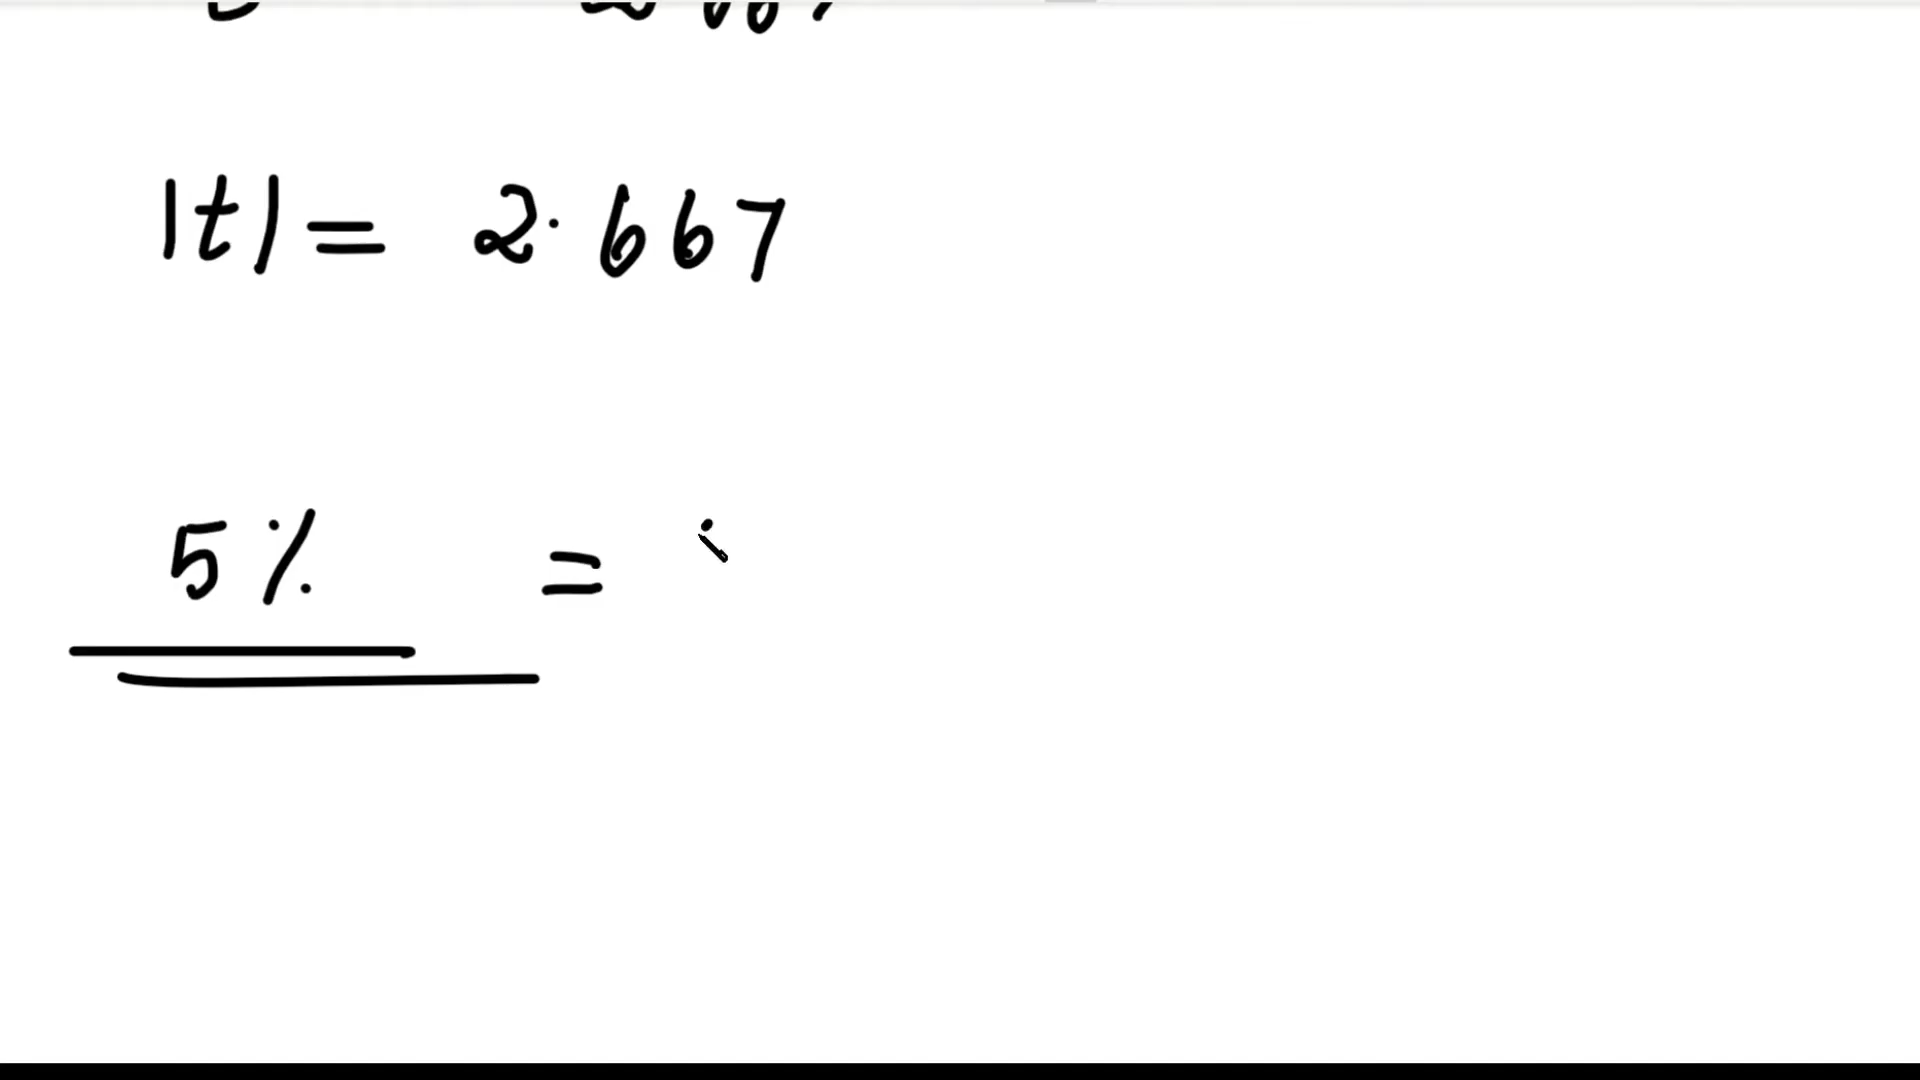 |t| = 2.667
5% =